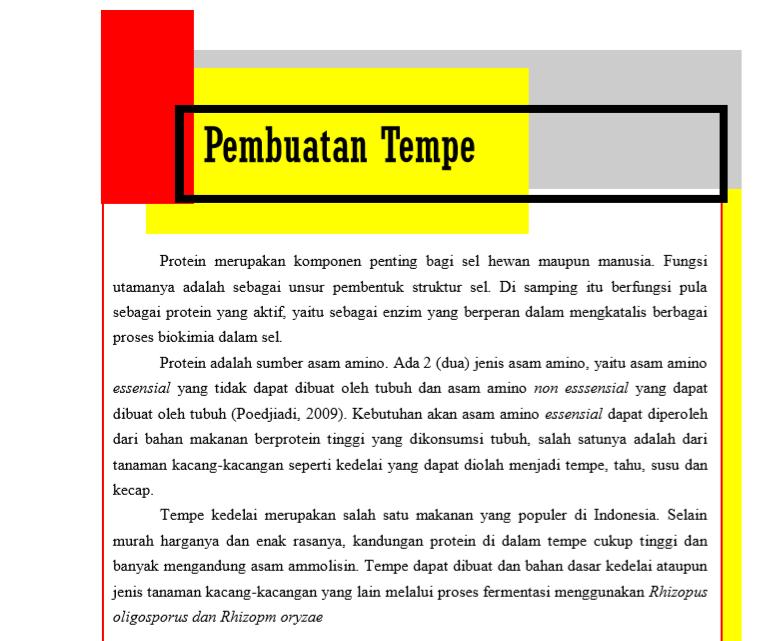 Pembuatan Tempe
Protein merupakan komponen penting bagi sel hewan maupun manusia. Fungsi
utamanya adalah sebagai unsur pembentuk struktur sel. Di samping itu berfungsi pula
sebagai protein yang aktif, yaitu sebagai enzim yang berperan dalam mengkatalis berbagai
proses biokimia dalam sel.
Protein adalah sumber asam amino. Ada 2 (dua) jenis asam amino, yaitu asam amino
essensial yang tidak dapat dibuat oleh tubuh dan asam amino non esssensial yang dapat
dibuat oleh tubuh (Poedjiadi, 2009). Kebutuhan akan asam amino essensial dapat diperoleh
dari bahan makanan berprotein tinggi yang dikonsumsi tubuh, salah satunya adalah dari
tanaman kacang-kacangan seperti kedelai yang dapat diolah menjadi tempe, tahu, susu dan
kecap.
Tempe kedelai merupakan salah satu makanan yang populer di Indonesia. Selain
murah harganya dan enak rasanya, kandungan protein di dalam tempe cukup tinggi dan
banyak mengandung asam ammolisin. Tempe dapat dibuat dan bahan dasar kedelai ataupun
jenis tanaman kacang-kacangan yang lain melalui proses fermentasi menggunakan Rhizopus
oligosporus dan Rhizopm oryzae